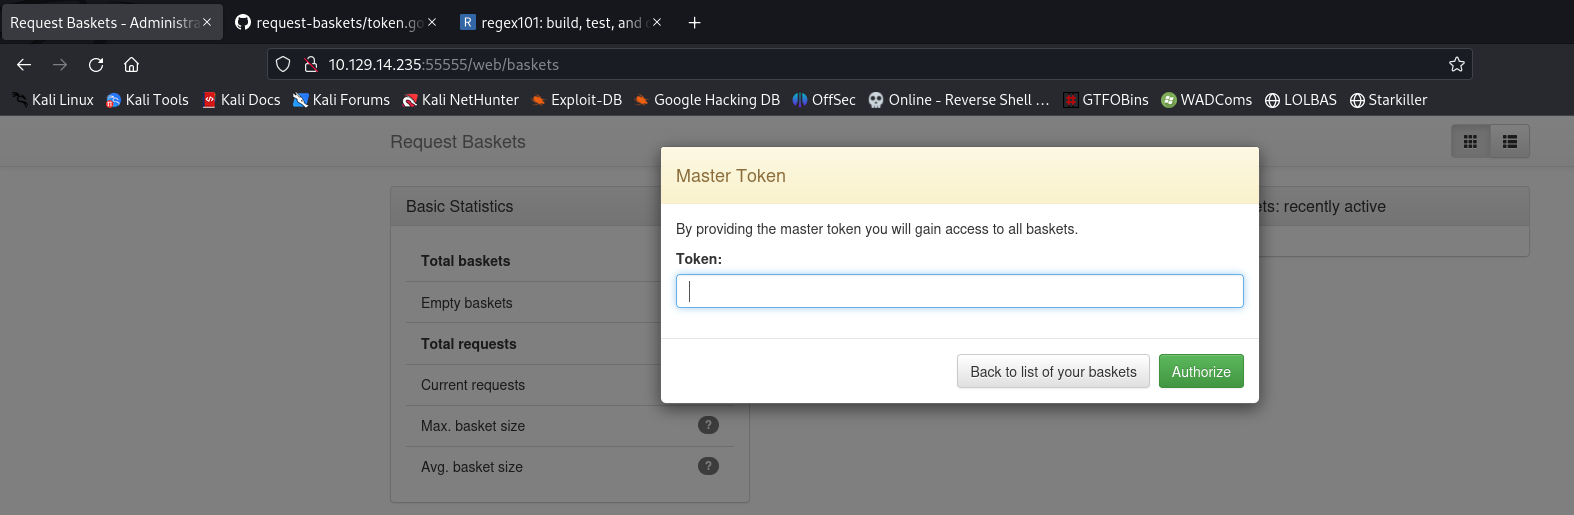 Request Baskets - Administra
request-baskets/token.go
regex101: build, test, and
10.129.14.235:55555/web/baskets
Kali Linux Kali Tools Kali Docs Kali Forums Kali NetHunter Exploit-DB Google Hacking DB OffSec Online - Reverse Shell ... GTFOBins WADComs LOLBAS Starkiller
Request Baskets
Master Token
By providing the master token you will gain access to all baskets.
Token:
Back to list of your baskets Authorize
Basic Statistics
Total baskets
Empty baskets
Total requests
Current requests
Max. basket size ?
Avg. basket size ?
ets: recently active